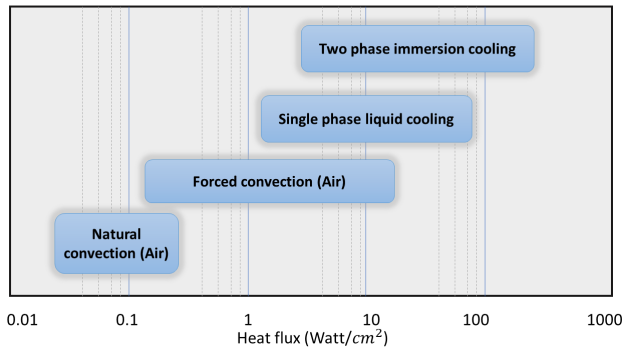 Two phase immersion cooling
Single phase liquid cooling
Forced convection (Air)
Natural
convection (Air)
0.01 0.1 1 10 100 1000
Heat flux (Watt/cm²)